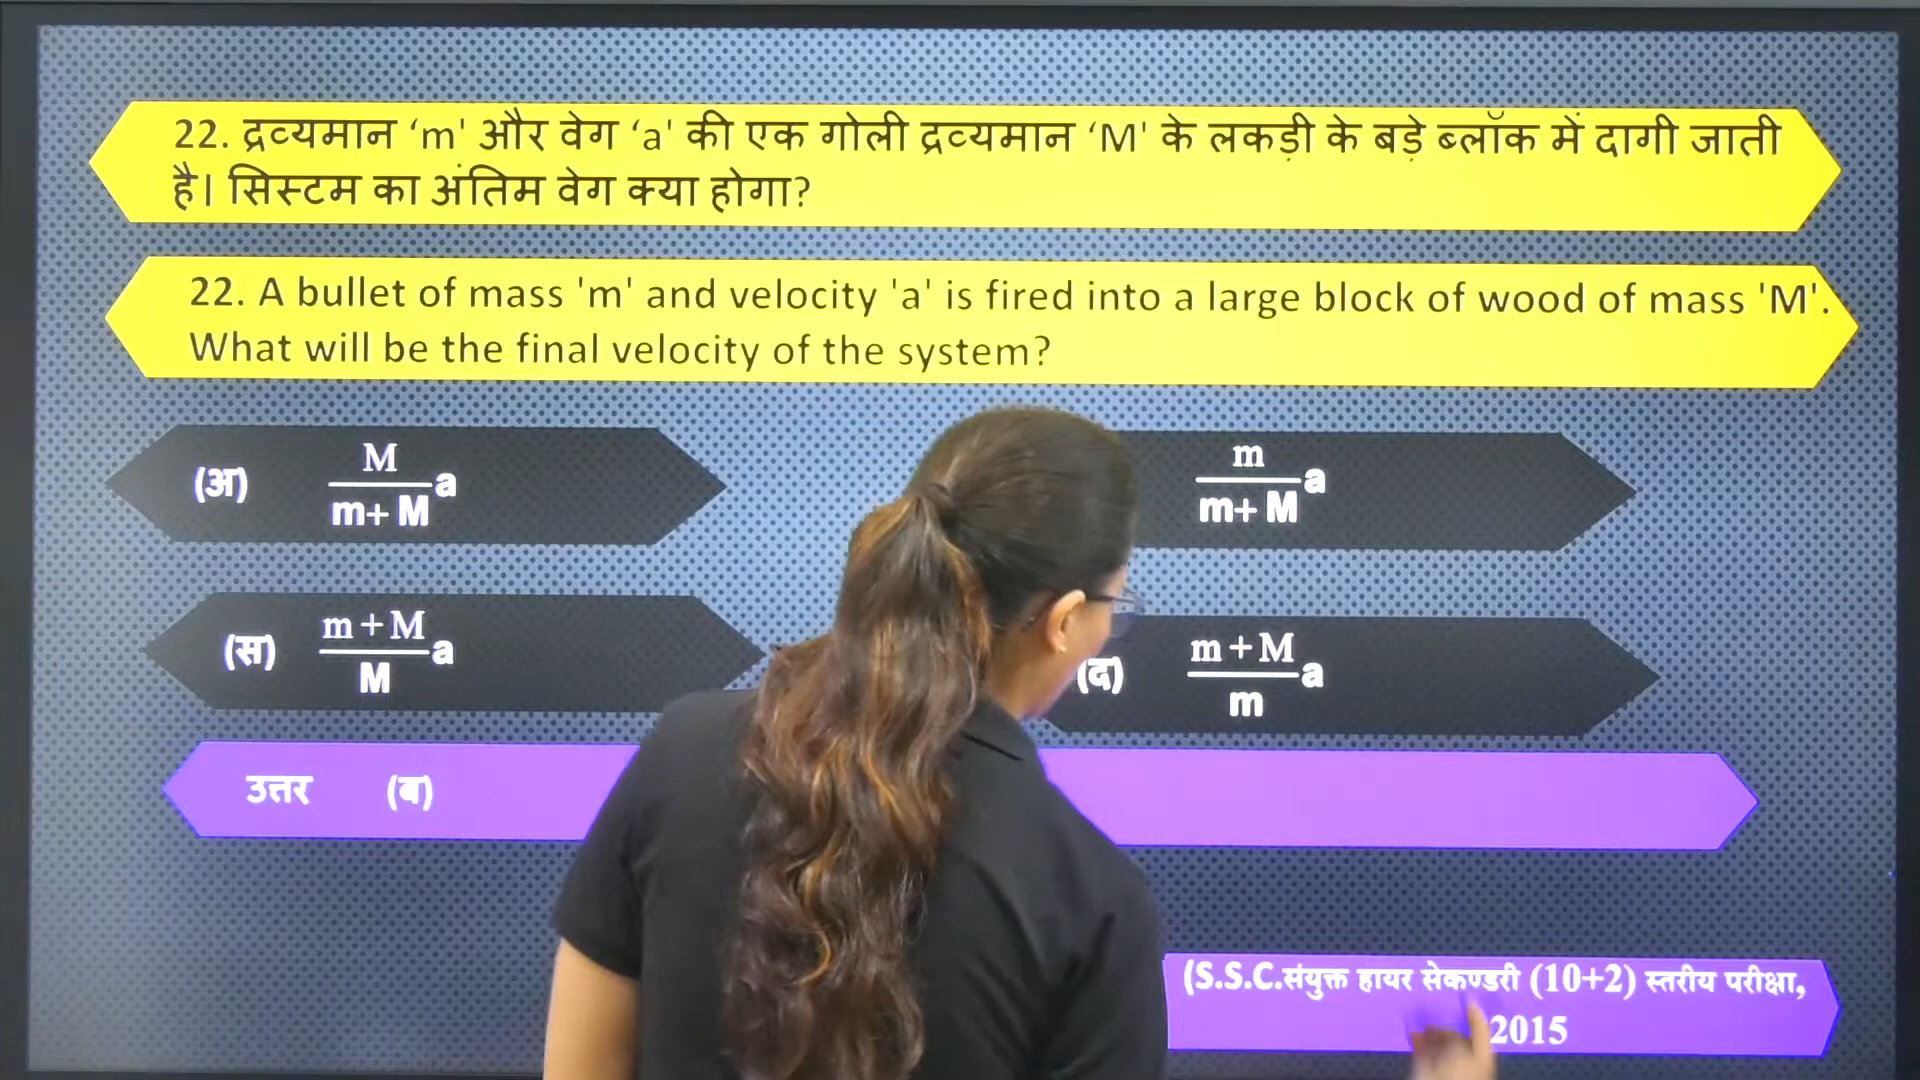 22. द्रव्यमान ‘m' और वेग ‘a' की एक गोली द्रव्यमान ‘M' के लकड़ी के बड़े ब्लॉक में दागी जाती
है। सिस्टम का अंतिम वेग क्या होगा?
22. A bullet of mass 'm' and velocity 'a' is fired into a large block of wood of mass 'M'.
What will be the final velocity of the system?
(अ) M/m+ M a
m/m+ M a
(स) m+M/M a
(द) m+M/m a
उत्तर (ब)
(S.S.C.संयुक्त हायर सेकण्डरी (10+2) स्तरीय परीक्षा,
2015